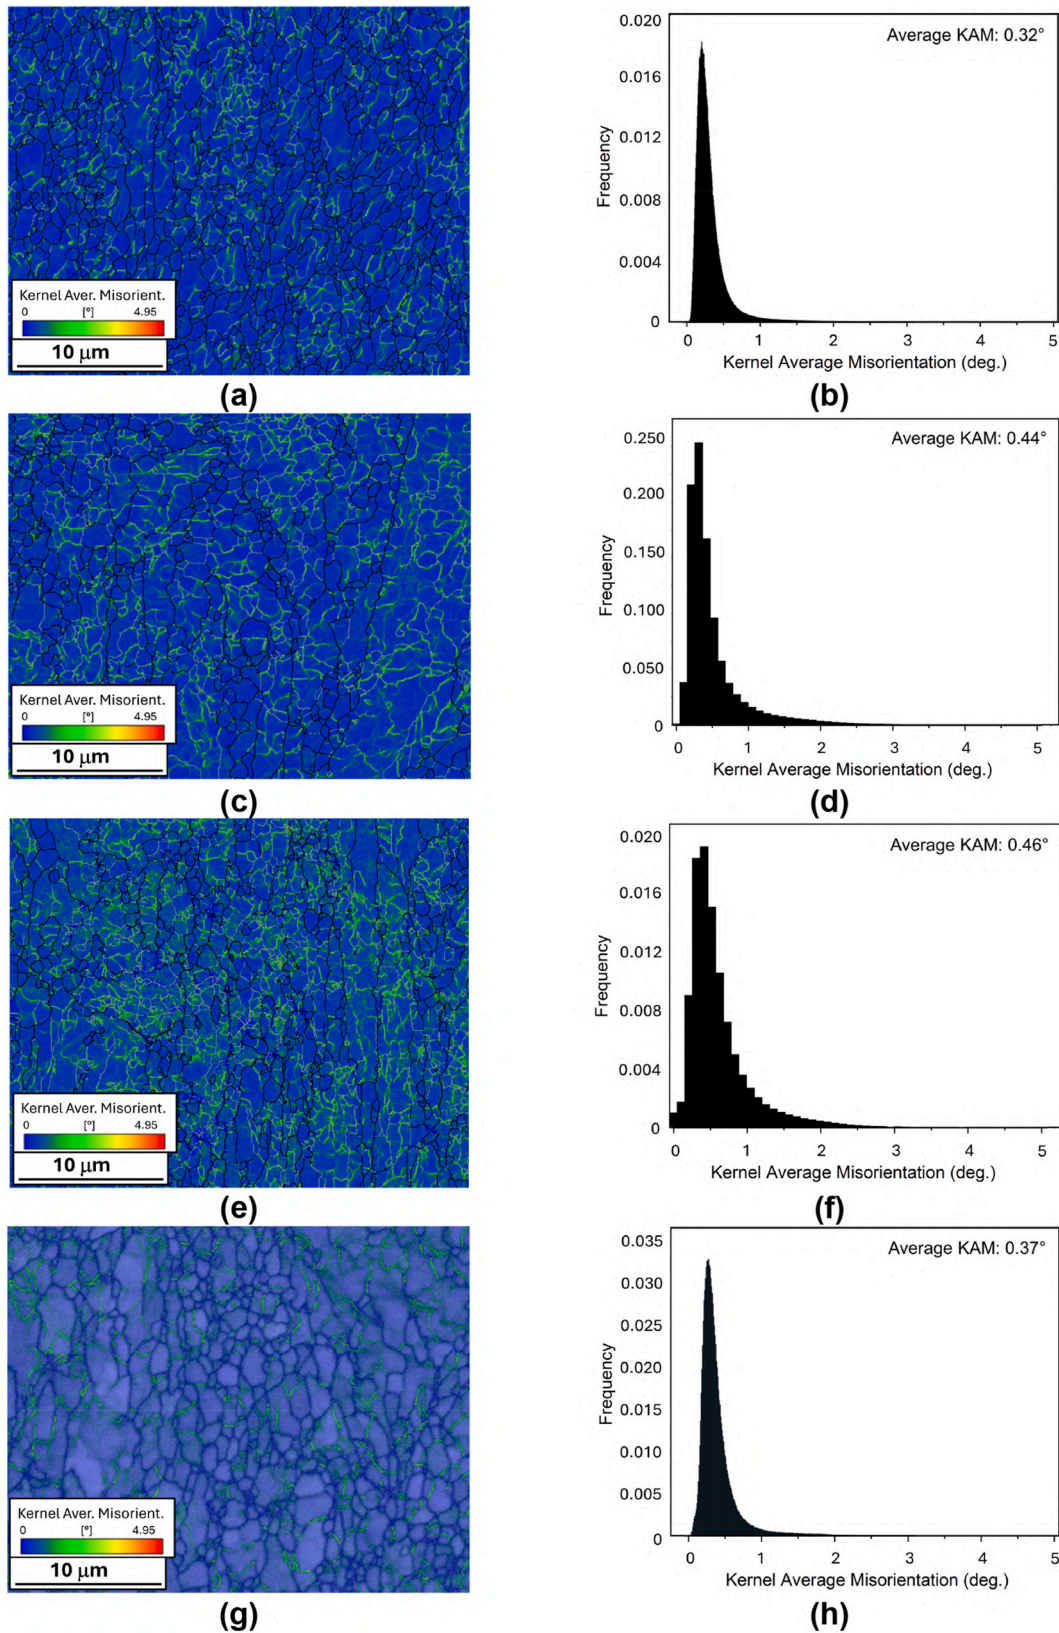 Kernel Aver. Misorient.
0 [°] 4.95
10 μm
(a)
0.020
0.016
0.012
0.008
0.004
0
Frequency
Average KAM: 0.32°
0 1 2 3 4 5
Kernel Average Misorientation (deg.)
(b)
Kernel Aver. Misorient.
0 [°] 4.95
10 μm
(c)
0.250
0.200
0.150
0.100
0.050
0
Frequency
Average KAM: 0.44°
0 1 2 3 4 5
Kernel Average Misorientation (deg.)
(d)
Kernel Aver. Misorient.
0 [°] 4.95
10 μm
(e)
0.020
0.016
0.012
0.008
0.004
0
Frequency
Average KAM: 0.46°
0 1 2 3 4 5
Kernel Average Misorientation (deg.)
(f)
Kernel Aver. Misorient.
0 [°] 4.95
10 μm
(g)
0.035
0.030
0.025
0.020
0.015
0.010
0.005
0
Frequency
Average KAM: 0.37°
0 1 2 3 4 5
Kernel Average Misorientation (deg.)
(h)